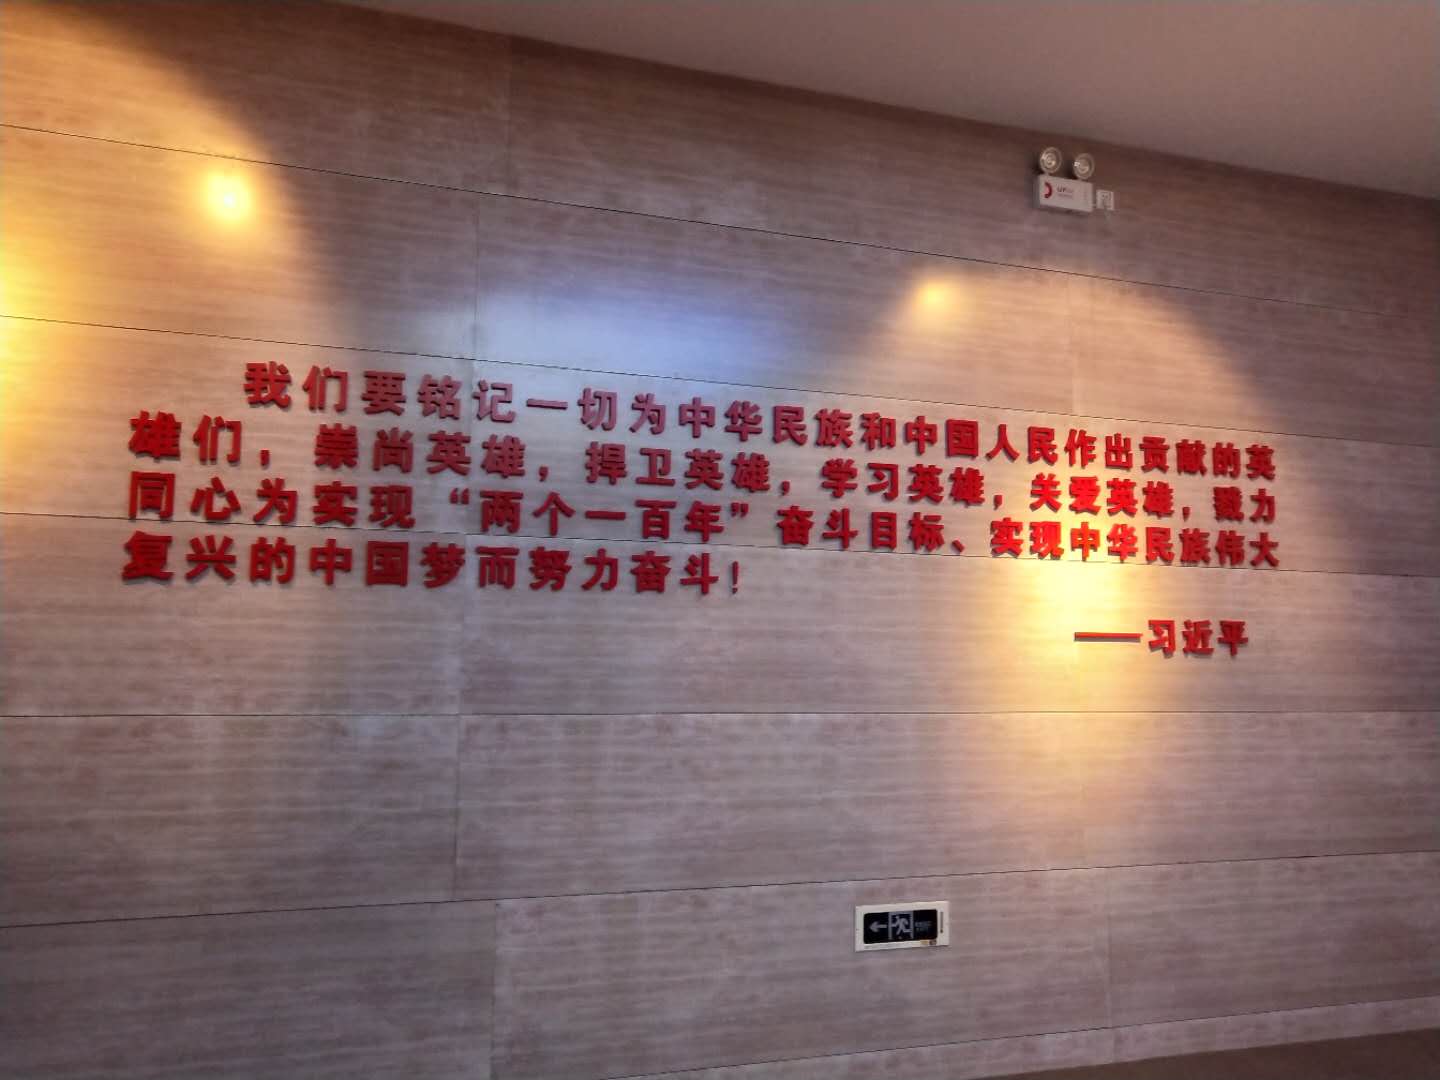 我们要铭记一切为中华民族和中国人民作出贡献的英
雄们，崇尚英雄，捍卫英雄，学习英雄，关爱英雄，戮力
同心为实现“两个一百年”奋斗目标、实现中华民族伟大
复兴的中国梦而努力奋斗！
——习近平